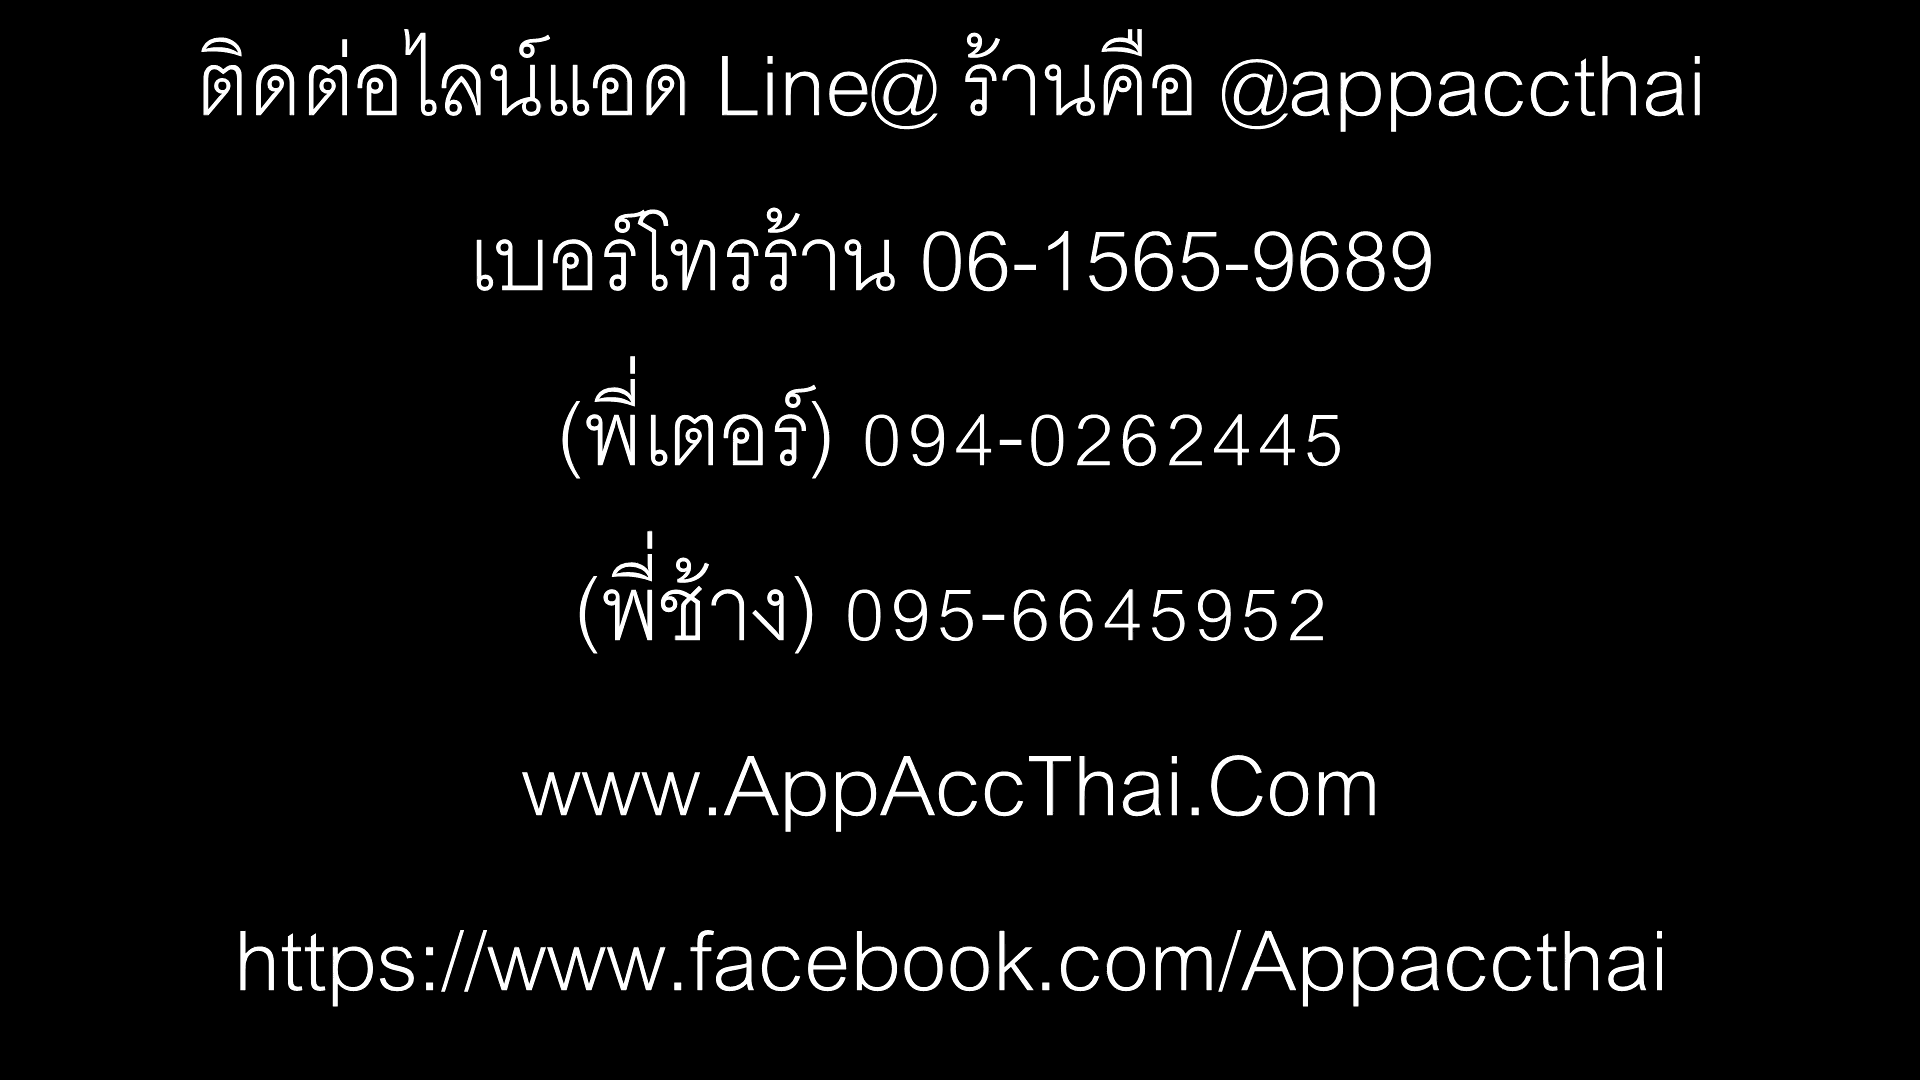 ติดต่อไลน์แอด Line@ ร้านคือ @appaccthai
เบอร์โทรร้าน 06-1565-9689
(พี่เตอร์) 094-0262445
(พี่ช้าง) 095-6645952
www.AppAccThai.Com
https://www.facebook.com/Appaccthai